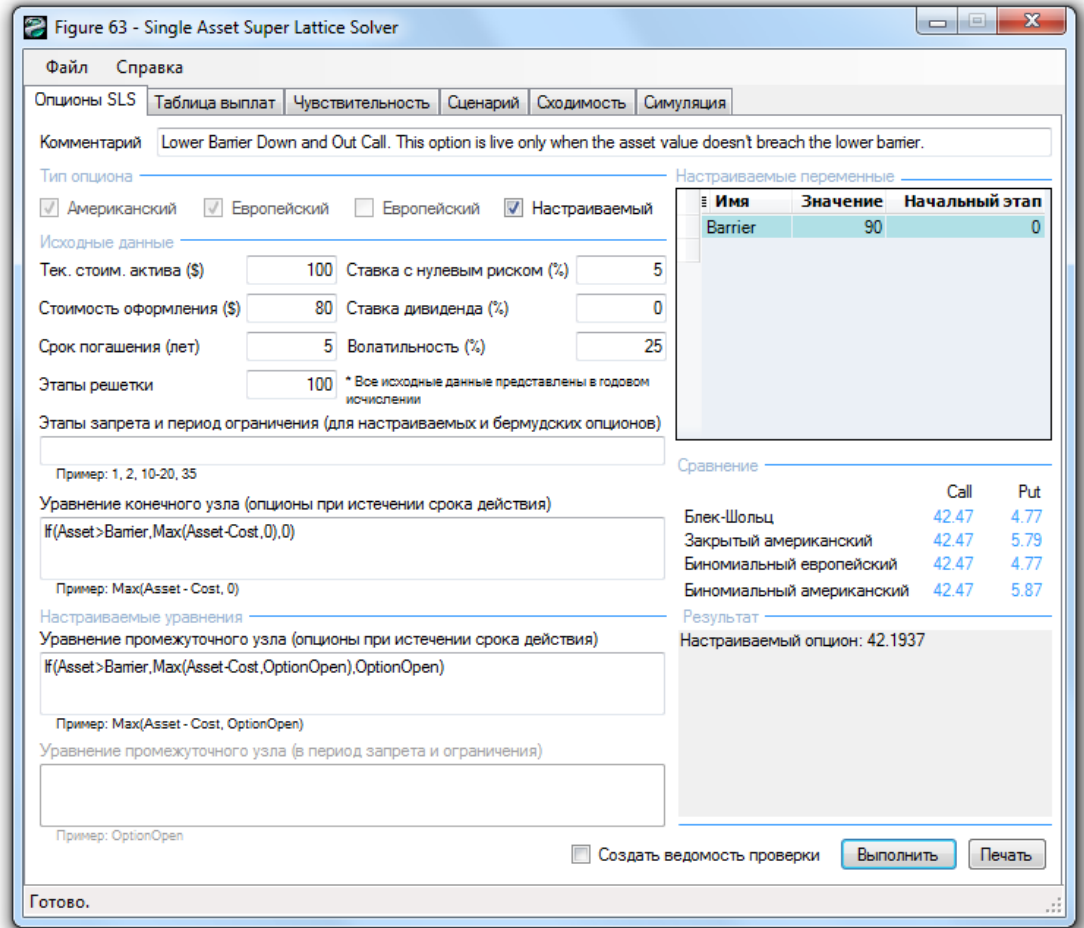 Figure 63 - Single Asset Super Lattice Solver
Файл Справка
Опционы SLS Таблица выплат Чувствительность Сценарий Сходимость Симуляция
Комментарий Lower Barrier Down and Out Call. This option is live only when the asset value doesn't breach the lower barrier.
Тип опциона
Американский Европейский Европейский Настраиваемый
Исходные данные
Тек. стоим. актива ($) 100 Ставка с нулевым риском (%) 5
Стоимость оформления ($) 80 Ставка дивиденда (%) 0
Срок погашения (лет) 5 Волатильность (%) 25
Этапы решетки 100 * Все исходные данные представлены в годовом
исчислении
Этапы запрета и период ограничения (для настраиваемых и бермудских опционов)
Пример: 1, 2, 10-20, 35
Уравнение конечного узла (опционы при истечении срока действия)
If(Asset>Barrier,Max(Asset-Cost,0),0)
Пример: Max(Asset - Cost, 0)
Настраиваемые уравнения
Уравнение промежуточного узла (опционы при истечении срока действия)
If(Asset>Barrier,Max(Asset-Cost,OptionOpen),OptionOpen)
Пример: Max(Asset - Cost, OptionOpen)
Уравнение промежуточного узла (в период запрета и ограничения)
Пример: OptionOpen
Настраиваемые переменные
Имя Значение Начальный этап
Barrier 90 0
Сравнение
Call Put
Блек-Шольц 42.47 4.77
Закрытый американский 42.47 5.79
Биномиальный европейский 42.47 4.77
Биномиальный американский 42.47 5.87
Результат
Настраиваемый опцион: 42.1937
Создать ведомость проверки Выполнить Печать
Готово.